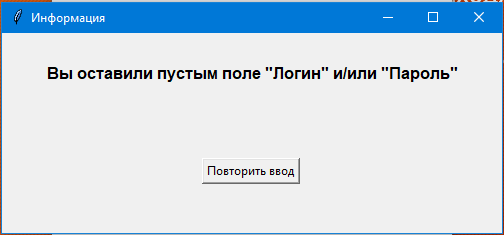 Информация
Вы оставили пустым поле "Логин" и/или "Пароль"
Повторить ввод